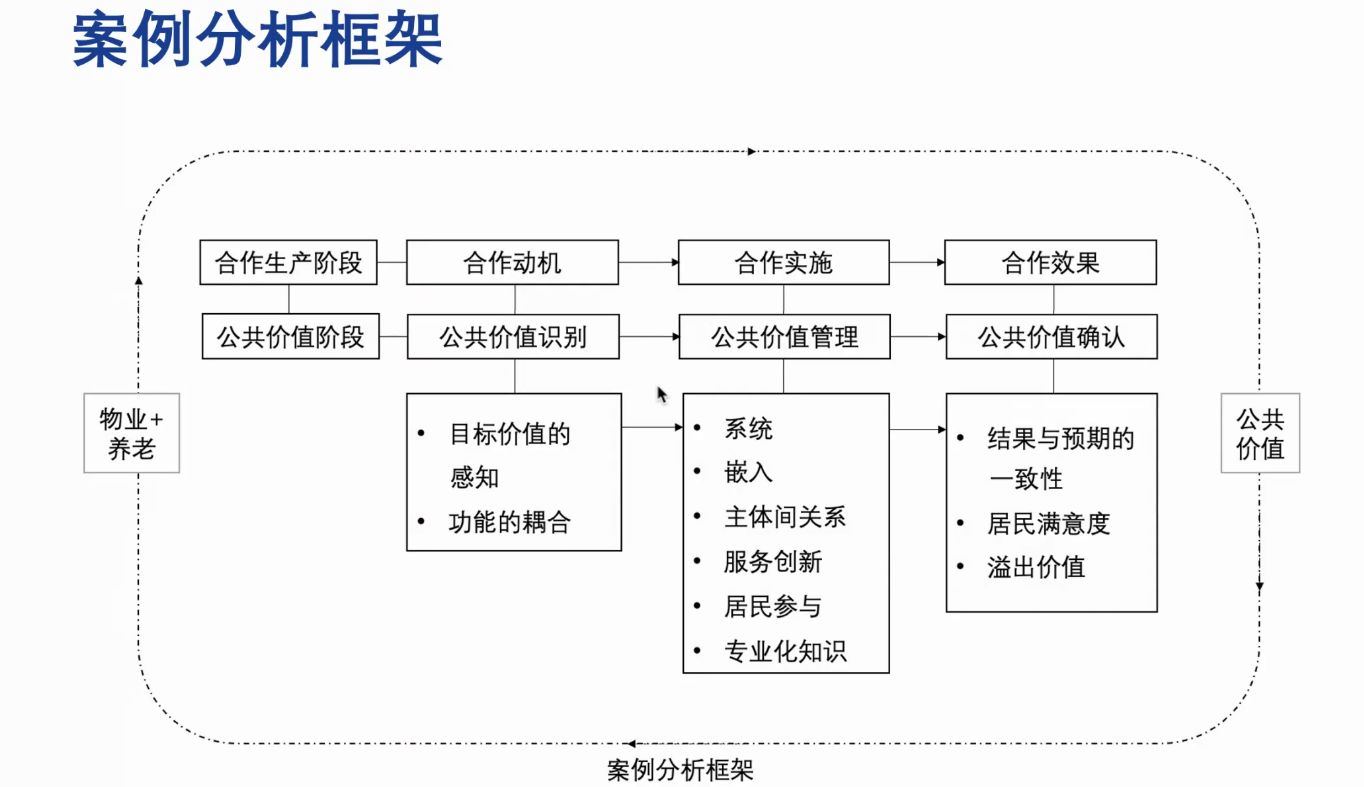 案例分析框架
合作生产阶段
合作动机
合作实施
合作效果
公共价值阶段
公共价值识别
公共价值管理
公共价值确认
物业+
养老
• 目标价值的
感知
• 功能的耦合
• 系统
• 嵌入
• 主体间关系
• 服务创新
• 居民参与
• 专业化知识
• 结果与预期的
一致性
• 居民满意度
• 溢出价值
公共
价值
案例分析框架